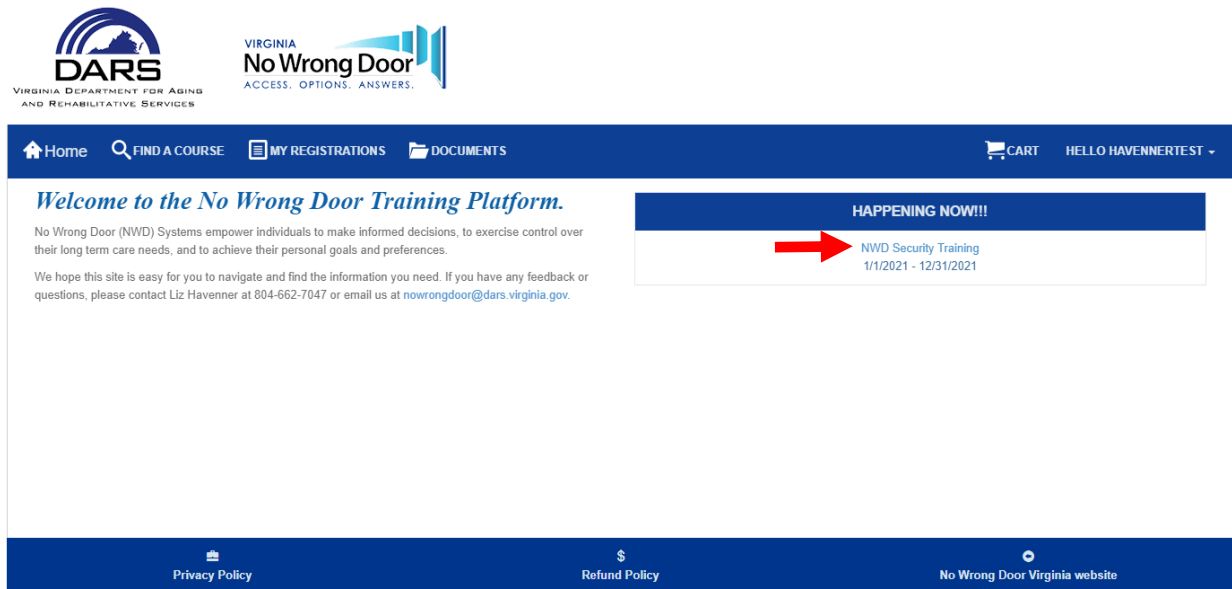 DARS
VIRGINIA DEPARTMENT FOR AGING
AND REHABILITATIVE SERVICES
VIRGINIA
No Wrong Door
ACCESS. OPTIONS. ANSWERS.
Home FIND A COURSE MY REGISTRATIONS DOCUMENTS CART HELLO HAVENNERTEST
Welcome to the No Wrong Door Training Platform.
No Wrong Door (NWD) Systems empower individuals to make informed decisions, to exercise control over
their long term care needs, and to achieve their personal goals and preferences.
We hope this site is easy for you to navigate and find the information you need. If you have any feedback or
questions, please contact Liz Havenner at 804-662-7047 or email us at nowrongdoor@dars.virginia.gov.
HAPPENING NOW!!!
NWD Security Training
1/1/2021 - 12/31/2021
Privacy Policy
$
Refund Policy
No Wrong Door Virginia website